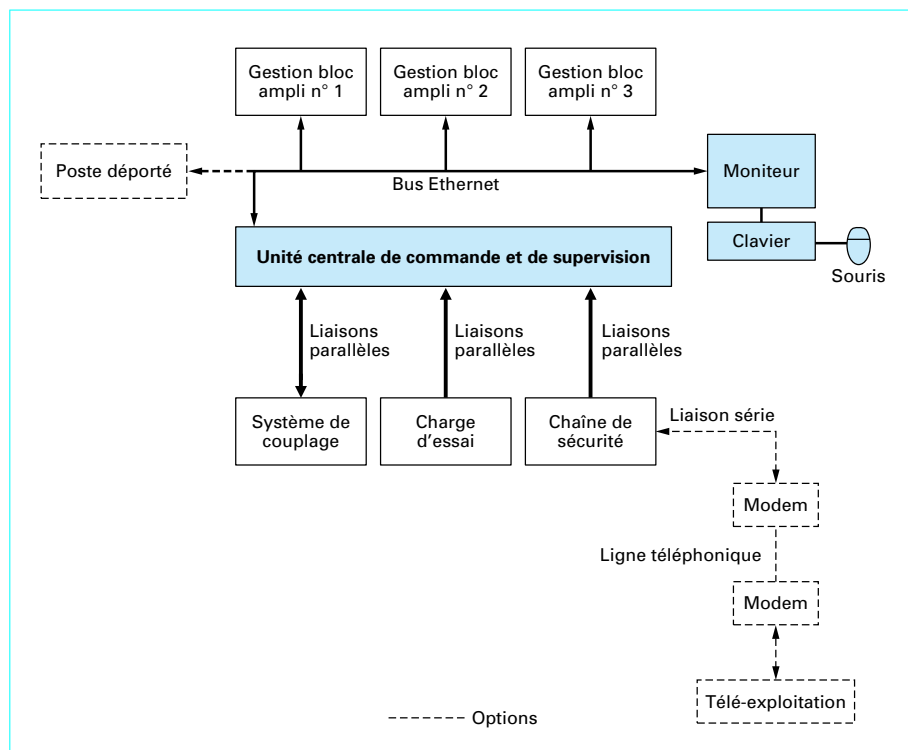 Gestion bloc
ampli n° 1
Gestion bloc
ampli n° 2
Gestion bloc
ampli n° 3
Poste déporté
Bus Ethernet
Moniteur
Clavier
Souris
Unité centrale de commande et de supervision
Liaisons
parallèles
Liaisons
parallèles
Liaisons
parallèles
Système de
couplage
Charge
d'essai
Chaîne de
sécurité
Liaison série
Modem
Ligne téléphonique
Modem
Télé-exploitation
Options